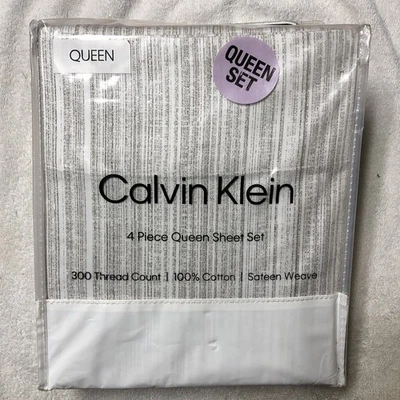 QUEEN
QUEEN
SET
Calvin Klein
4 Piece Queen Sheet Set
300 Thread Count | 100% Cotton | Sateen Weave